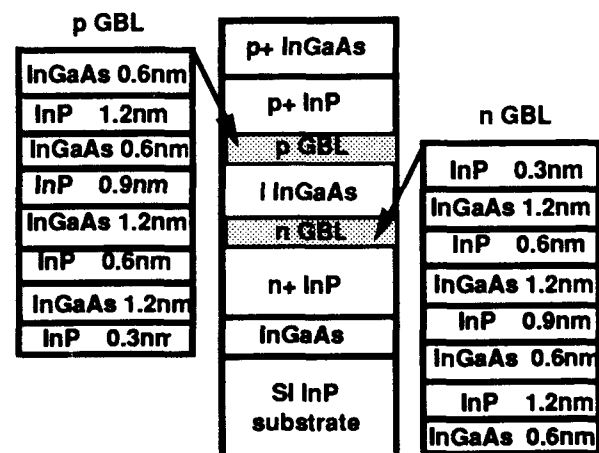 p GBL
InGaAs 0.6nm
InP 1.2nm
InGaAs 0.6nm
InP 0.9nm
InGaAs 1.2nm
InP 0.6nm
InGaAs 1.2nm
InP 0.3nm
p+ InGaAs
p+ InP
p GBL
I InGaAs
n GBL
n+ InP
InGaAs
SI InP
substrate
n GBL
InP 0.3nm
InGaAs 1.2nm
InP 0.6nm
InGaAs 1.2nm
InP 0.9nm
InGaAs 0.6nm
InP 1.2nm
InGaAs 0.6nm